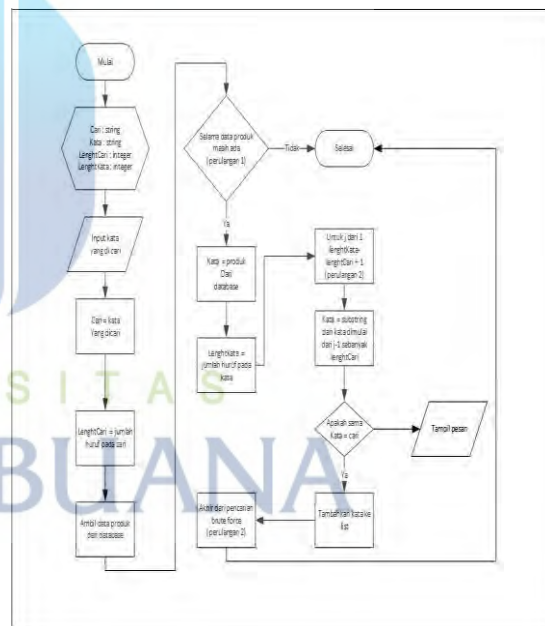 Mulai
Cari : string
Kata : string
LenghtCari : integer
LenghtKata : integer
Input kata
yang di cari
Cari = kata
yang dicari
LenghtCari = jumlah
huruf pada cari
Ambil data produk
dari database
Selama data produk
masih ada
(perulangan 1)
Tidak
Selesai
Ya
Kata = produk
Dari
database
Lenghtkata =
jumlah huruf pada
kata
Untuk j dari 1
lenghtKata-
lenghtCari + 1
(perulangan 2)
Kata = substring
dari kata dimulai
dari j-1 sebanyak
lenghtCari
Apakah sama
Kata = cari
Tampil pesan
Ya
Tambahkan kata ke
list
Akhir dari pencarian
brute force
(perulangan 2)
SITAS
BUANA